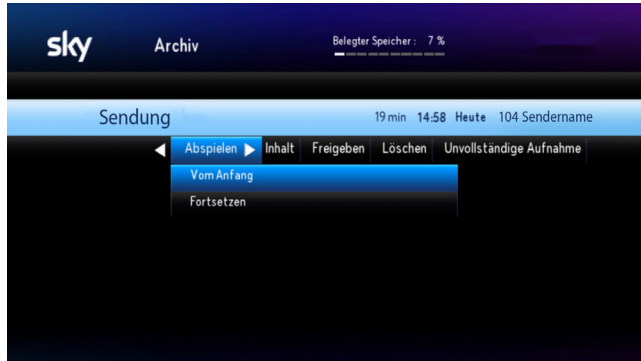 sky Archiv Belegter Speicher : 7 %
Sendung 19 min 14:58 Heute 104 Sendername
Abspielen Inhalt Freigeben Löschen Unvollständige Aufnahme
Vom Anfang
Fortsetzen